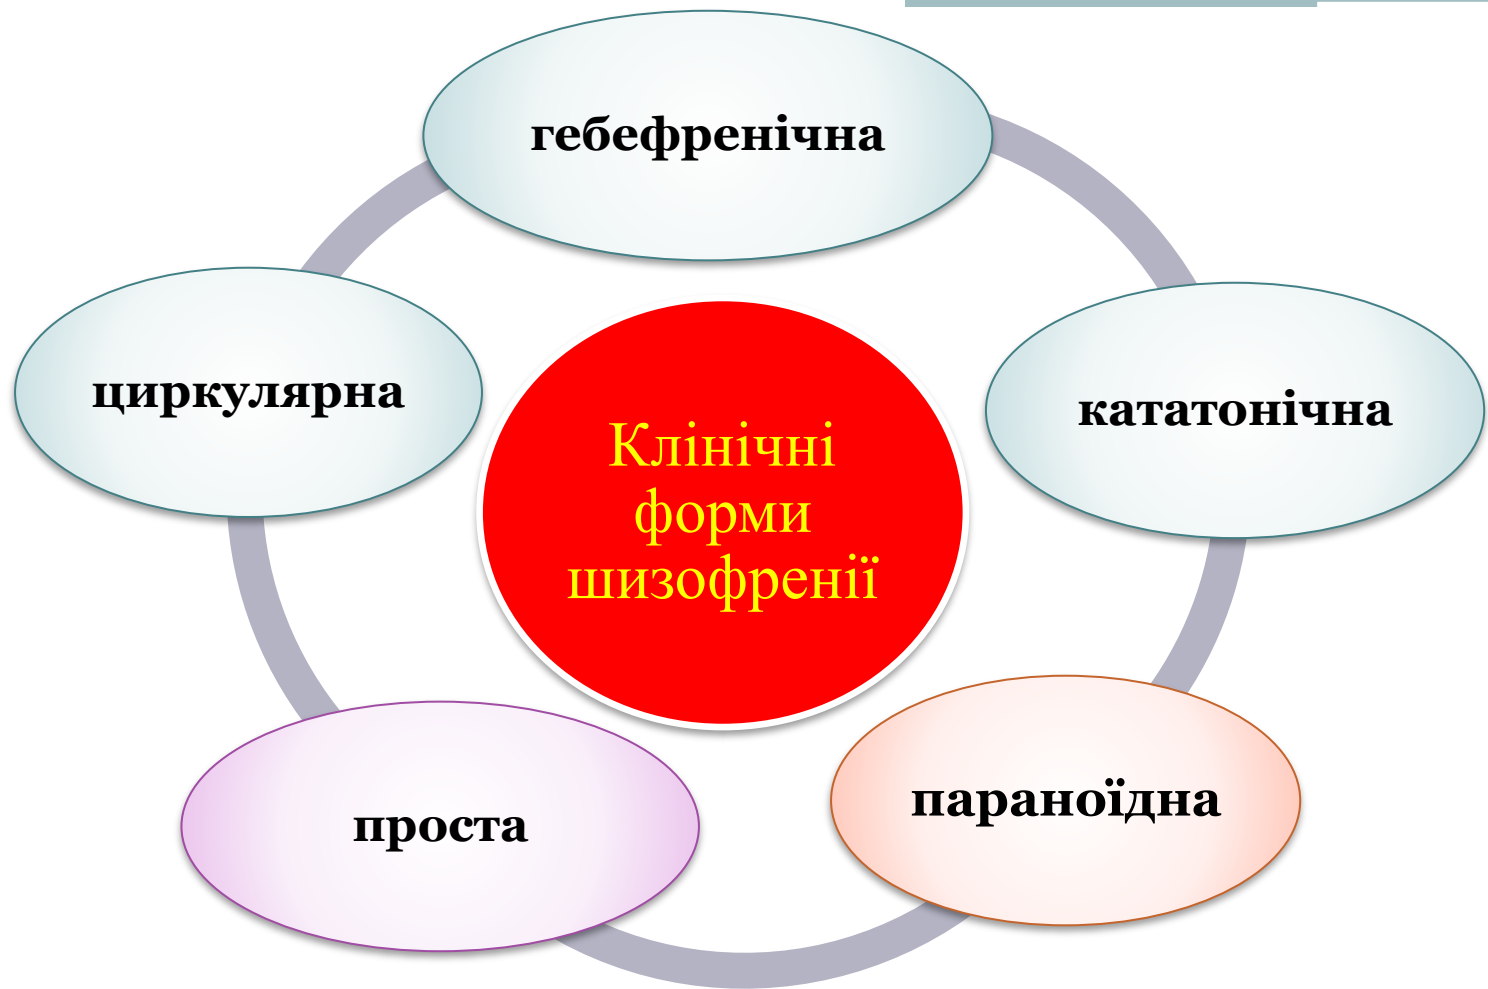 гебефренічна
циркулярна
кататонічна
Клінічні
форми
шизофренії
параноїдна
проста